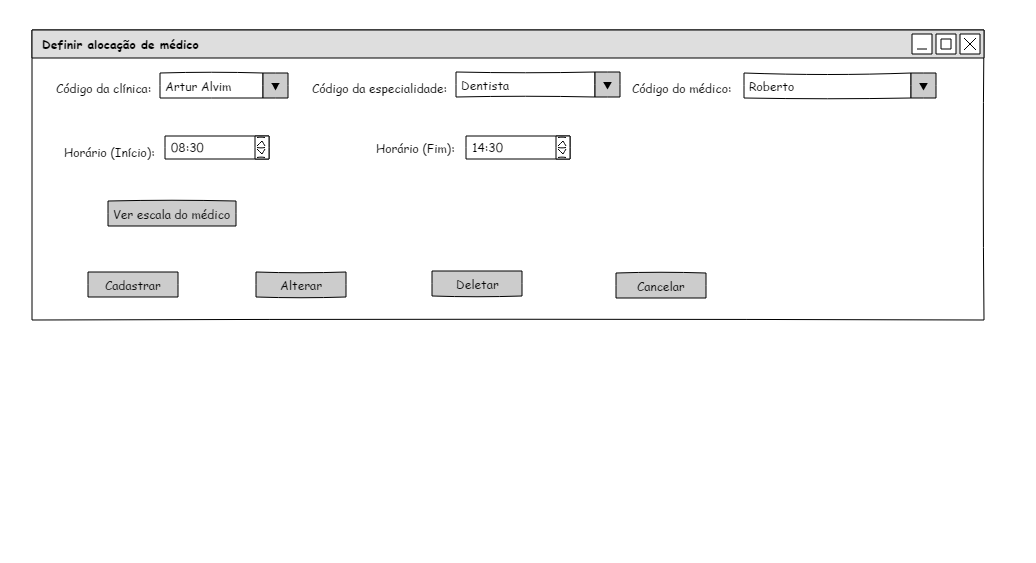 Definir alocação de médico
Código da clínica: Artur Alvim Código da especialidade: Dentista Código do médico: Roberto
Horário (Início): 08:30 Horário (Fim): 14:30
Ver escala do médico
Cadastrar Alterar Deletar Cancelar